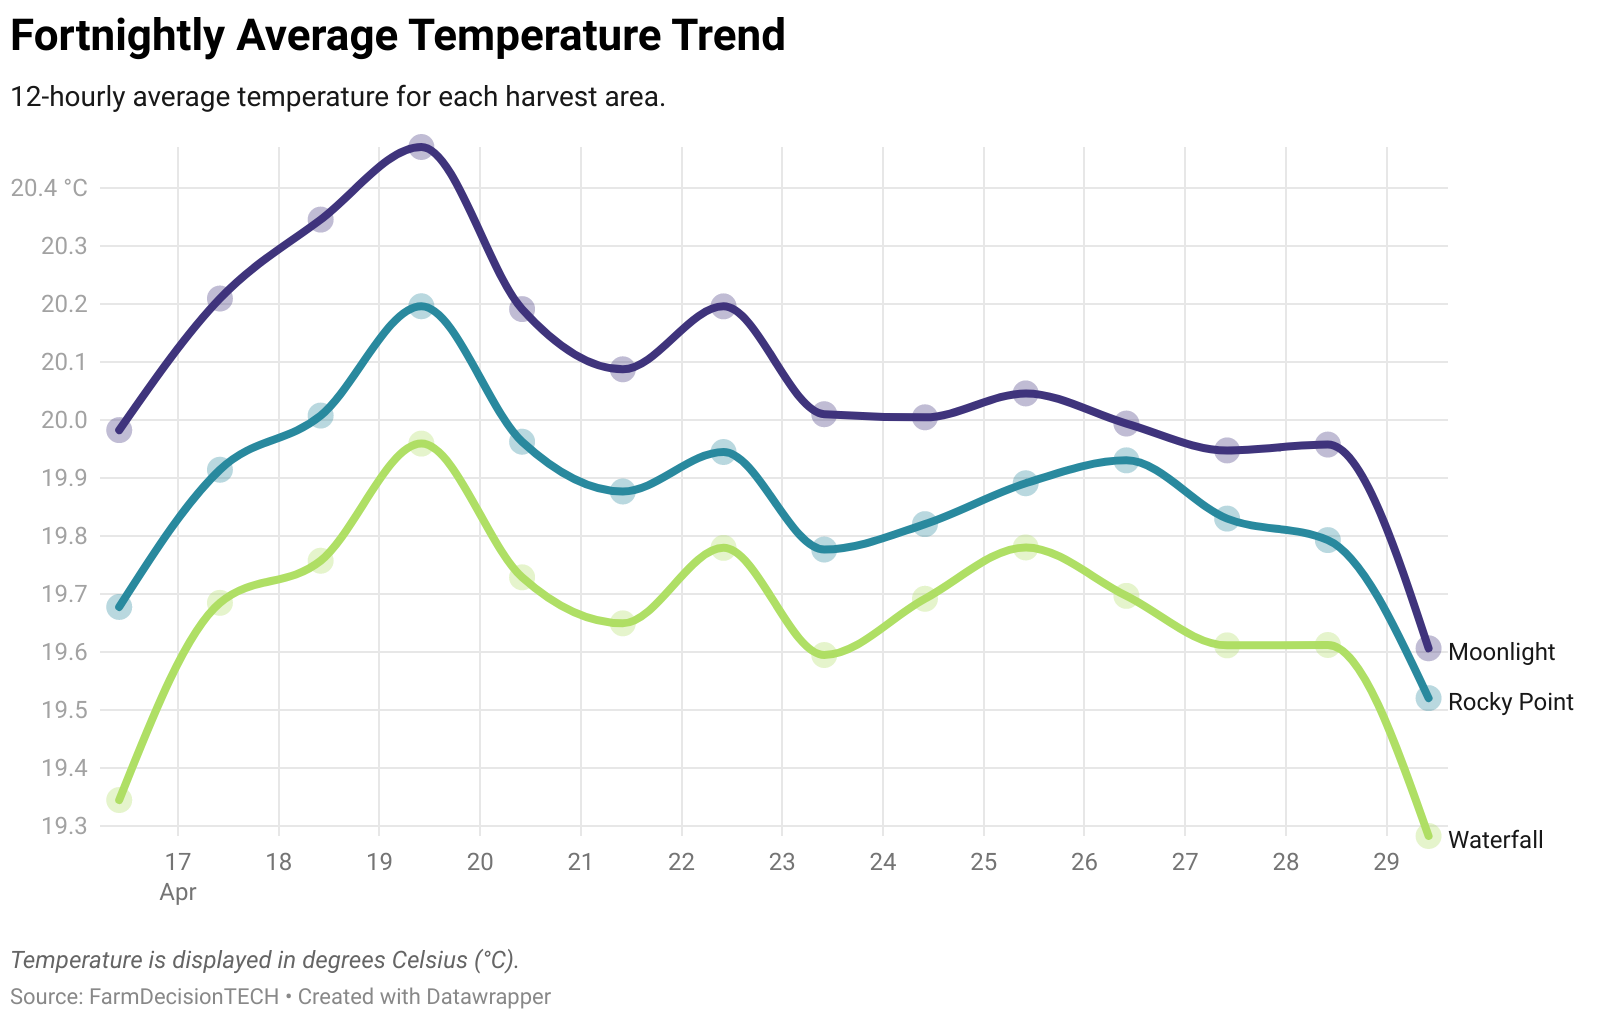 Fortnightly Average Temperature Trend
12-hourly average temperature for each harvest area.
20.4 °C
20.3
20.2
20.1
20.0
19.9
19.8
19.7
19.6
19.5
19.4
19.3
Moonlight
Rocky Point
Waterfall
17 18 19 20 21 22 23 24 25 26 27 28 29
Apr
Temperature is displayed in degrees Celsius (°C).
Source: FarmDecisionTECH • Created with Datawrapper